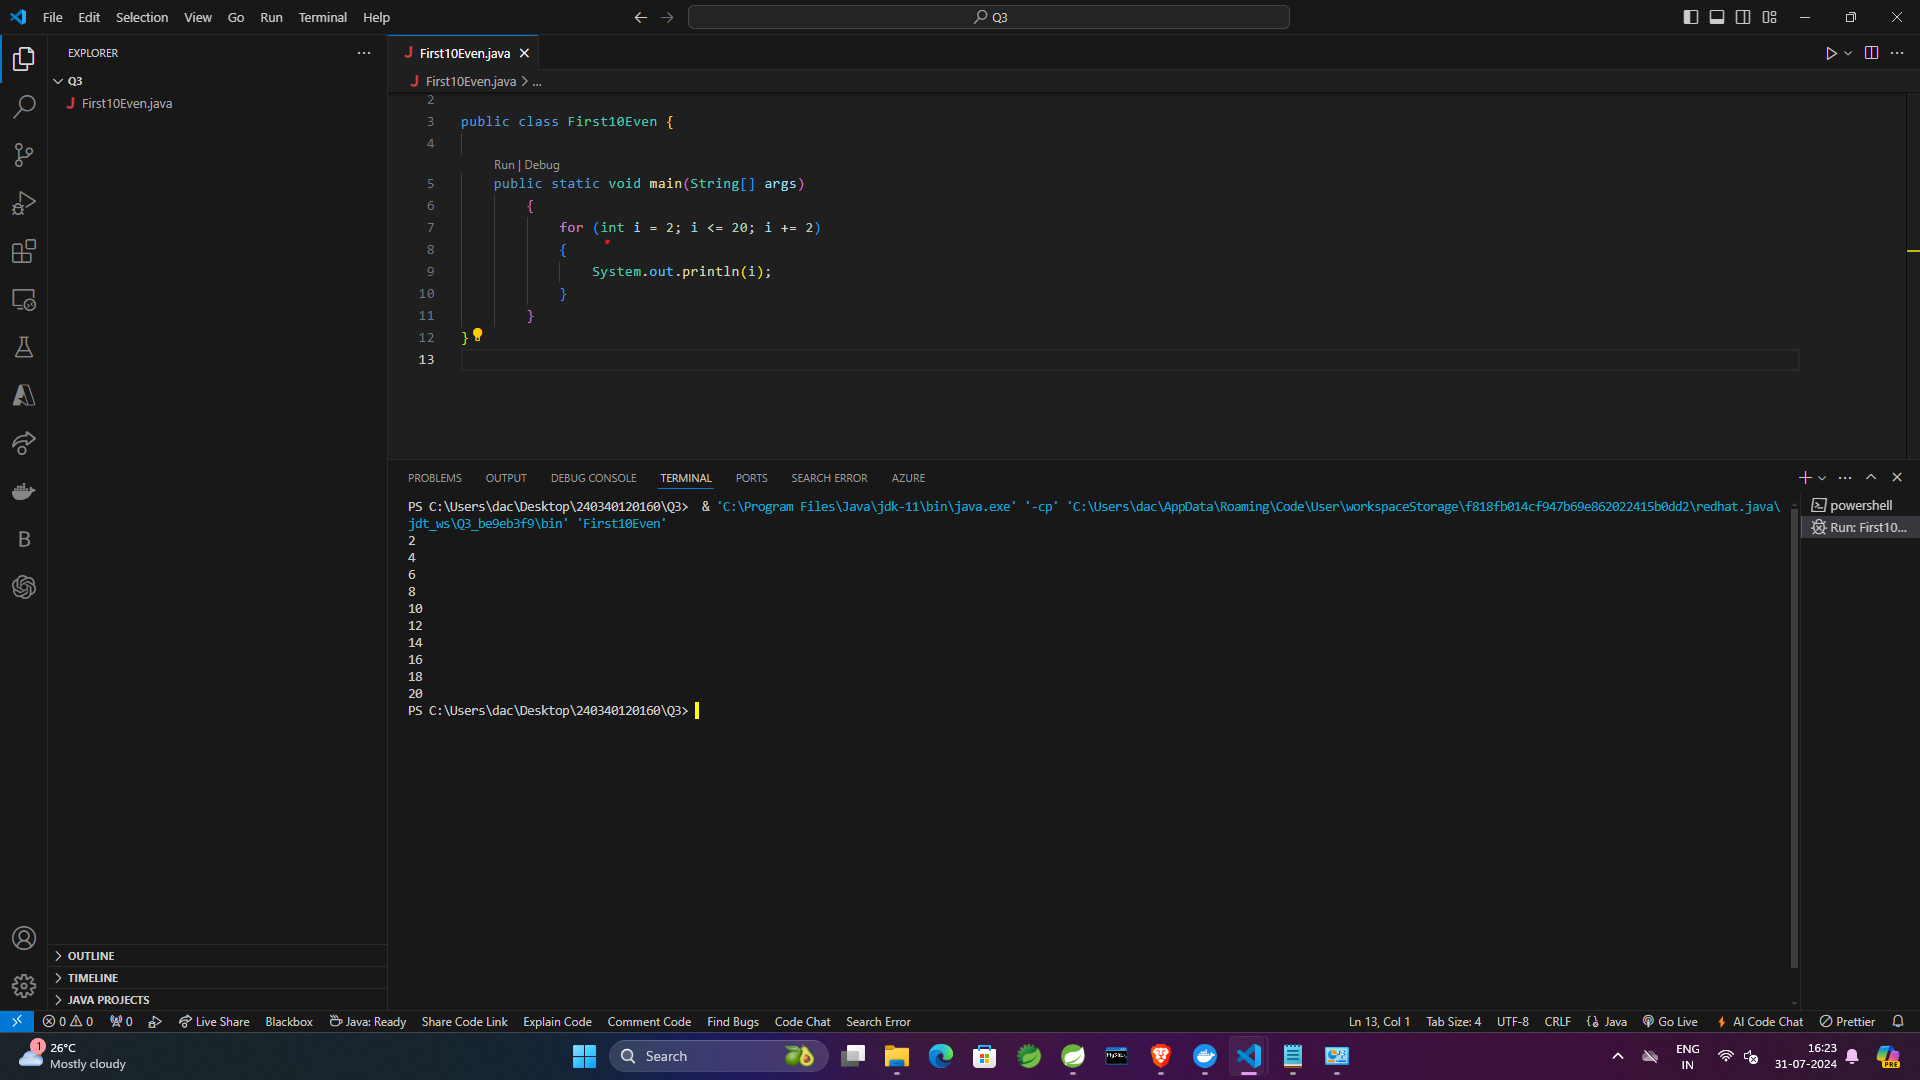 File Edit Selection View Go Run Terminal Help
Q3
EXPLORER
Q3
First10Even.java
OUTLINE
TIMELINE
JAVA PROJECTS
First10Even.java
First10Even.java > ...
2
3 public class First10Even {
4
Run | Debug
5 public static void main(String[] args)
6 {
7 for (int i = 2; i <= 20; i += 2)
8 {
9 System.out.println(i);
10 }
11 }
12 }
13
PROBLEMS OUTPUT DEBUG CONSOLE TERMINAL PORTS SEARCH ERROR AZURE
PS C:\Users\dac\Desktop\240340120160\Q3> & 'C:\Program Files\Java\jdk-11\bin\java.exe' '-cp' 'C:\Users\dac\AppData\Roaming\Code\User\workspaceStorage\f818fb014cf947b69e862022415b0dd2\redhat.java\
jdt_ws\Q3_be9eb3f9\bin' 'First10Even'
2
4
6
8
10
12
14
16
18
20
PS C:\Users\dac\Desktop\240340120160\Q3>
powershell
Run: First10...
0 0 0 Live Share Blackbox Java: Ready Share Code Link Explain Code Comment Code Find Bugs Code Chat Search Error Ln 13, Col 1 Tab Size: 4 UTF-8 CRLF Java Go Live AI Code Chat Prettier
1
26°C
Mostly cloudy
Search
MySQL
ENG
IN
16:23
31-07-2024
PRE